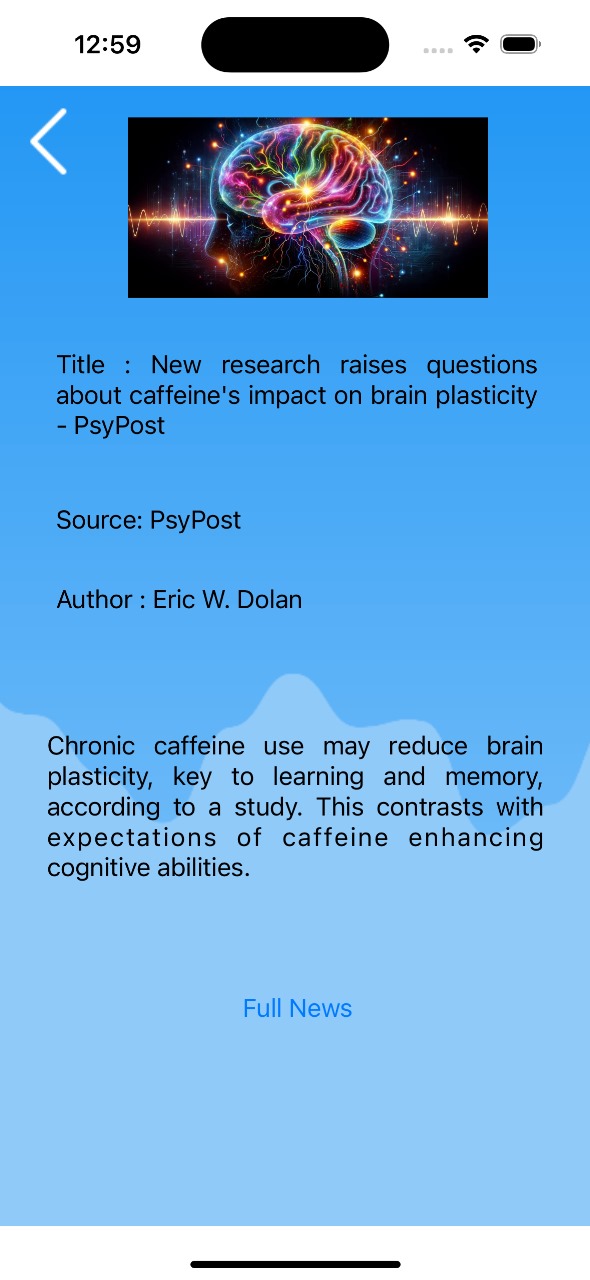 12:59
Title : New research raises questions
about caffeine's impact on brain plasticity
- PsyPost
Source: PsyPost
Author : Eric W. Dolan
Chronic caffeine use may reduce brain
plasticity, key to learning and memory,
according to a study. This contrasts with
expectations of caffeine enhancing
cognitive abilities.
Full News